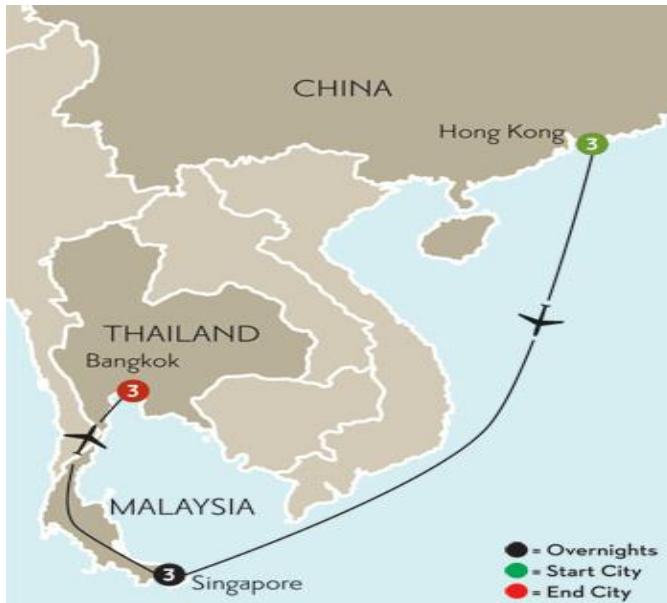 CHINA
Hong Kong
3
THAILAND
Bangkok
3
MALAYSIA
3
Singapore
= Overnights
= Start City
= End City